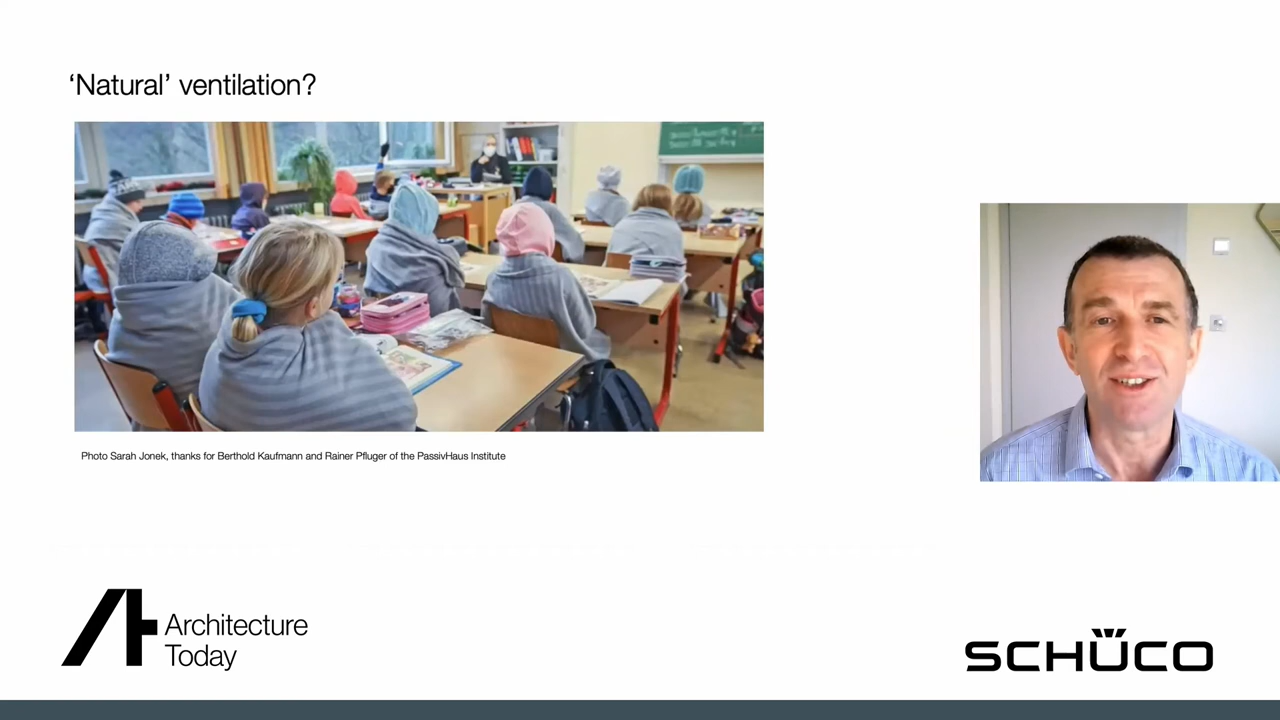 ‘Natural’ ventilation?
Photo Sarah Jonek, thanks for Berthold Kaufmann and Rainer Pfluger of the PassivHaus Institute
Architecture
Today
SCHÜCO